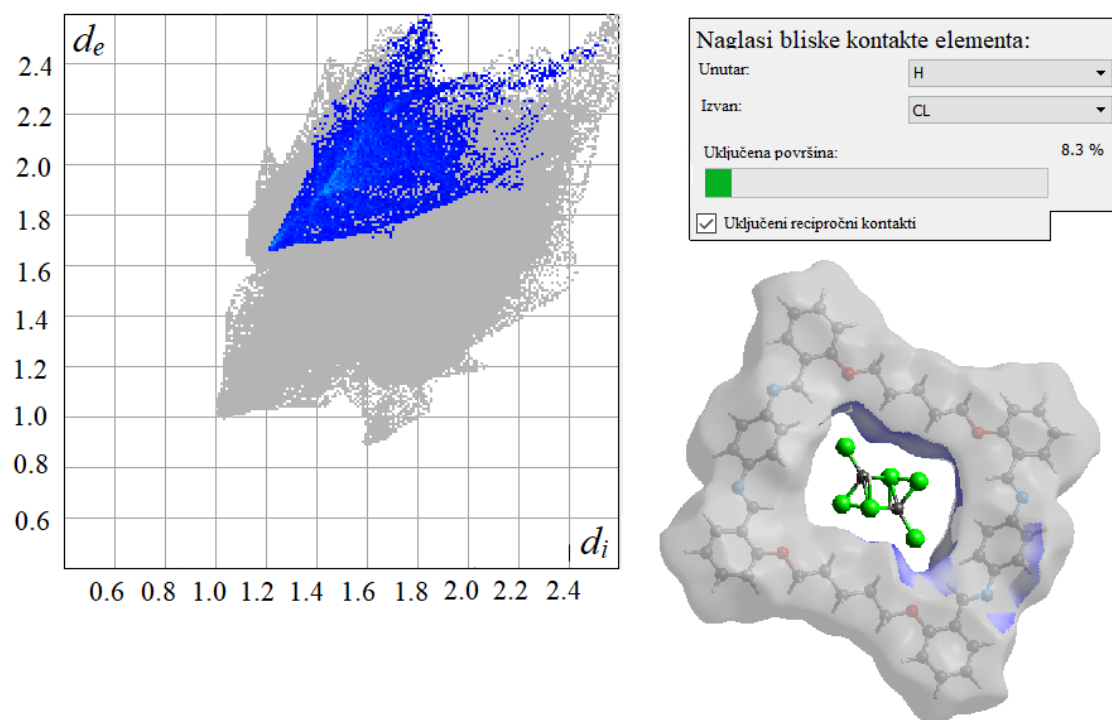 dₑ
2.4
2.2
2.0
1.8
1.6
1.4
1.2
1.0
0.8
0.6
dᵢ
0.6 0.8 1.0 1.2 1.4 1.6 1.8 2.0 2.2 2.4
Naglasi bliske kontakte elementa:
Unutar: H
Izvan: CL
Uključena površina: 8.3 %
Uključeni recipročni kontakti